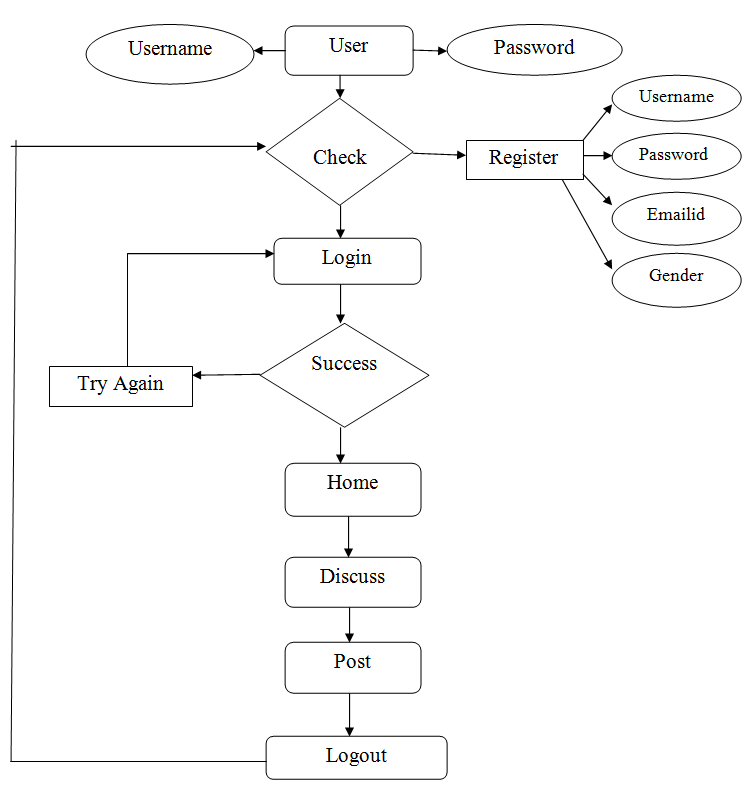 Username
User
Password
Username
Check
Register
Password
Emailid
Login
Gender
Success
Try Again
Home
Discuss
Post
Logout